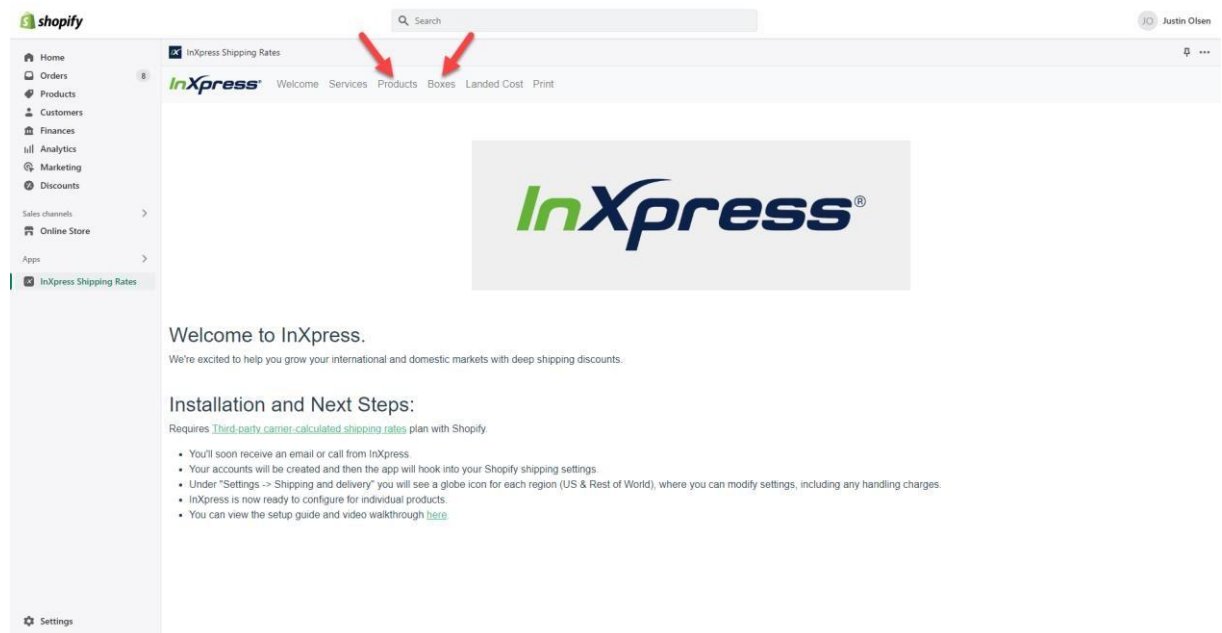 shopify
Search
JO Justin Olsen
Home
Orders 8
Products
Customers
Finances
Analytics
Marketing
Discounts
Sales channels
Online Store
Apps
InXpress Shipping Rates
Settings
InXpress Shipping Rates
InXpress® Welcome Services Products Boxes Landed Cost Print
InXpress®
Welcome to InXpress.
We're excited to help you grow your international and domestic markets with deep shipping discounts.
Installation and Next Steps:
Requires Third-party carrier-calculated shipping rates plan with Shopify.
• You'll soon receive an email or call from InXpress.
• Your accounts will be created and then the app will hook into your Shopify shipping settings.
• Under "Settings -> Shipping and delivery" you will see a globe icon for each region (US & Rest of World), where you can modify settings, including any handling charges.
• InXpress is now ready to configure for individual products.
• You can view the setup guide and video walkthrough here.